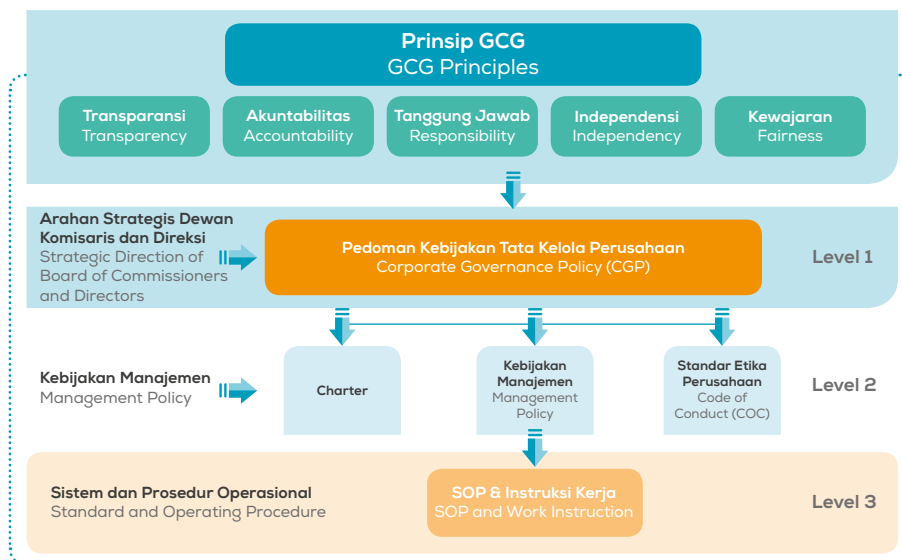 Prinsip GCG
GCG Principles
Transparansi
Transparency
Akuntabilitas
Accountability
Tanggung Jawab
Responsibility
Independensi
Independency
Kewajaran
Fairness
Arahan Strategis Dewan
Komisaris dan Direksi
Strategic Direction of
Board of Commissioners
and Directors
Pedoman Kebijakan Tata Kelola Perusahaan
Corporate Governance Policy (CGP)
Level 1
Kebijakan Manajemen
Management Policy
Charter
Kebijakan
Manajemen
Management
Policy
Standar Etika
Perusahaan
Code of
Conduct (COC)
Level 2
Sistem dan Prosedur Operasional
Standard and Operating Procedure
SOP & Instruksi Kerja
SOP and Work Instruction
Level 3